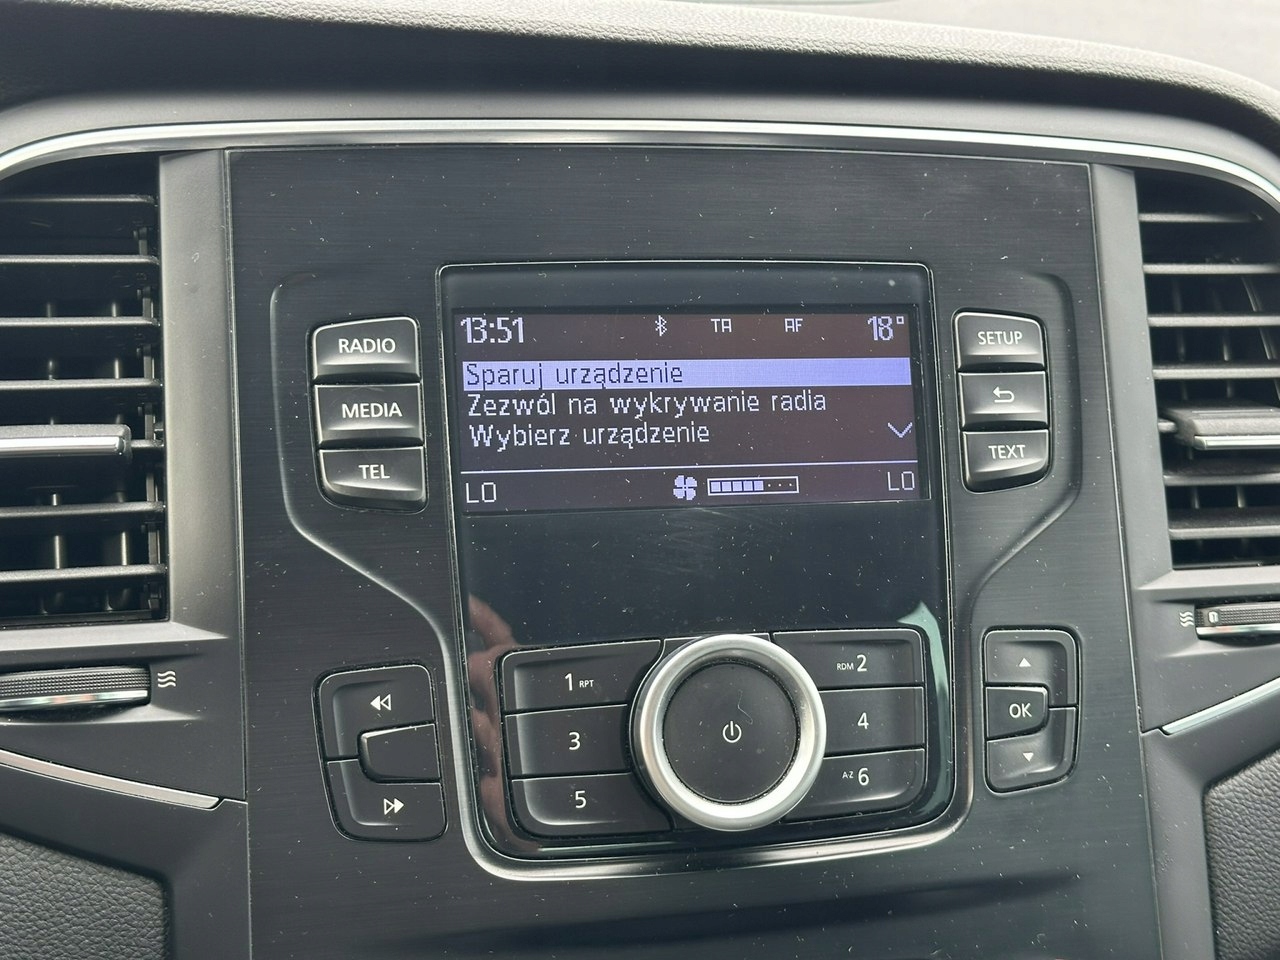 13:51 TA AF 18°
Sparuj urządzenie
Zezwól na wykrywanie radia
Wybierz urządzenie
LO LO
RADIO
MEDIA
TEL
SETUP
TEXT
1 RPT
3
5
RDM 2
4
A-Z 6
OK